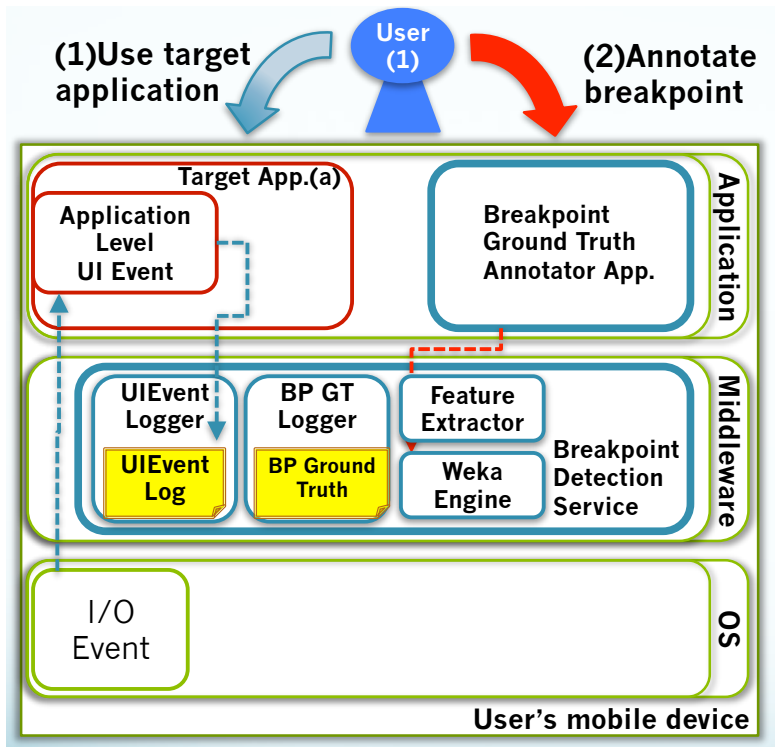 User
(1)
(1)Use target
application
(2)Annotate
breakpoint
Target App.(a)
Application
Level
UI Event
Breakpoint
Ground Truth
Annotator App.
Application
UIEvent
Logger
UIEvent
Log
BP GT
Logger
BP Ground
Truth
Feature
Extractor
Weka
Engine
Breakpoint
Detection
Service
Middleware
I/O
Event
OS
User's mobile device